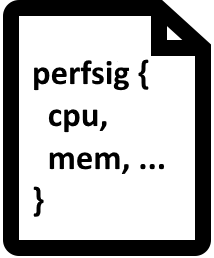 perfsig {
cpu,
mem, ...
}